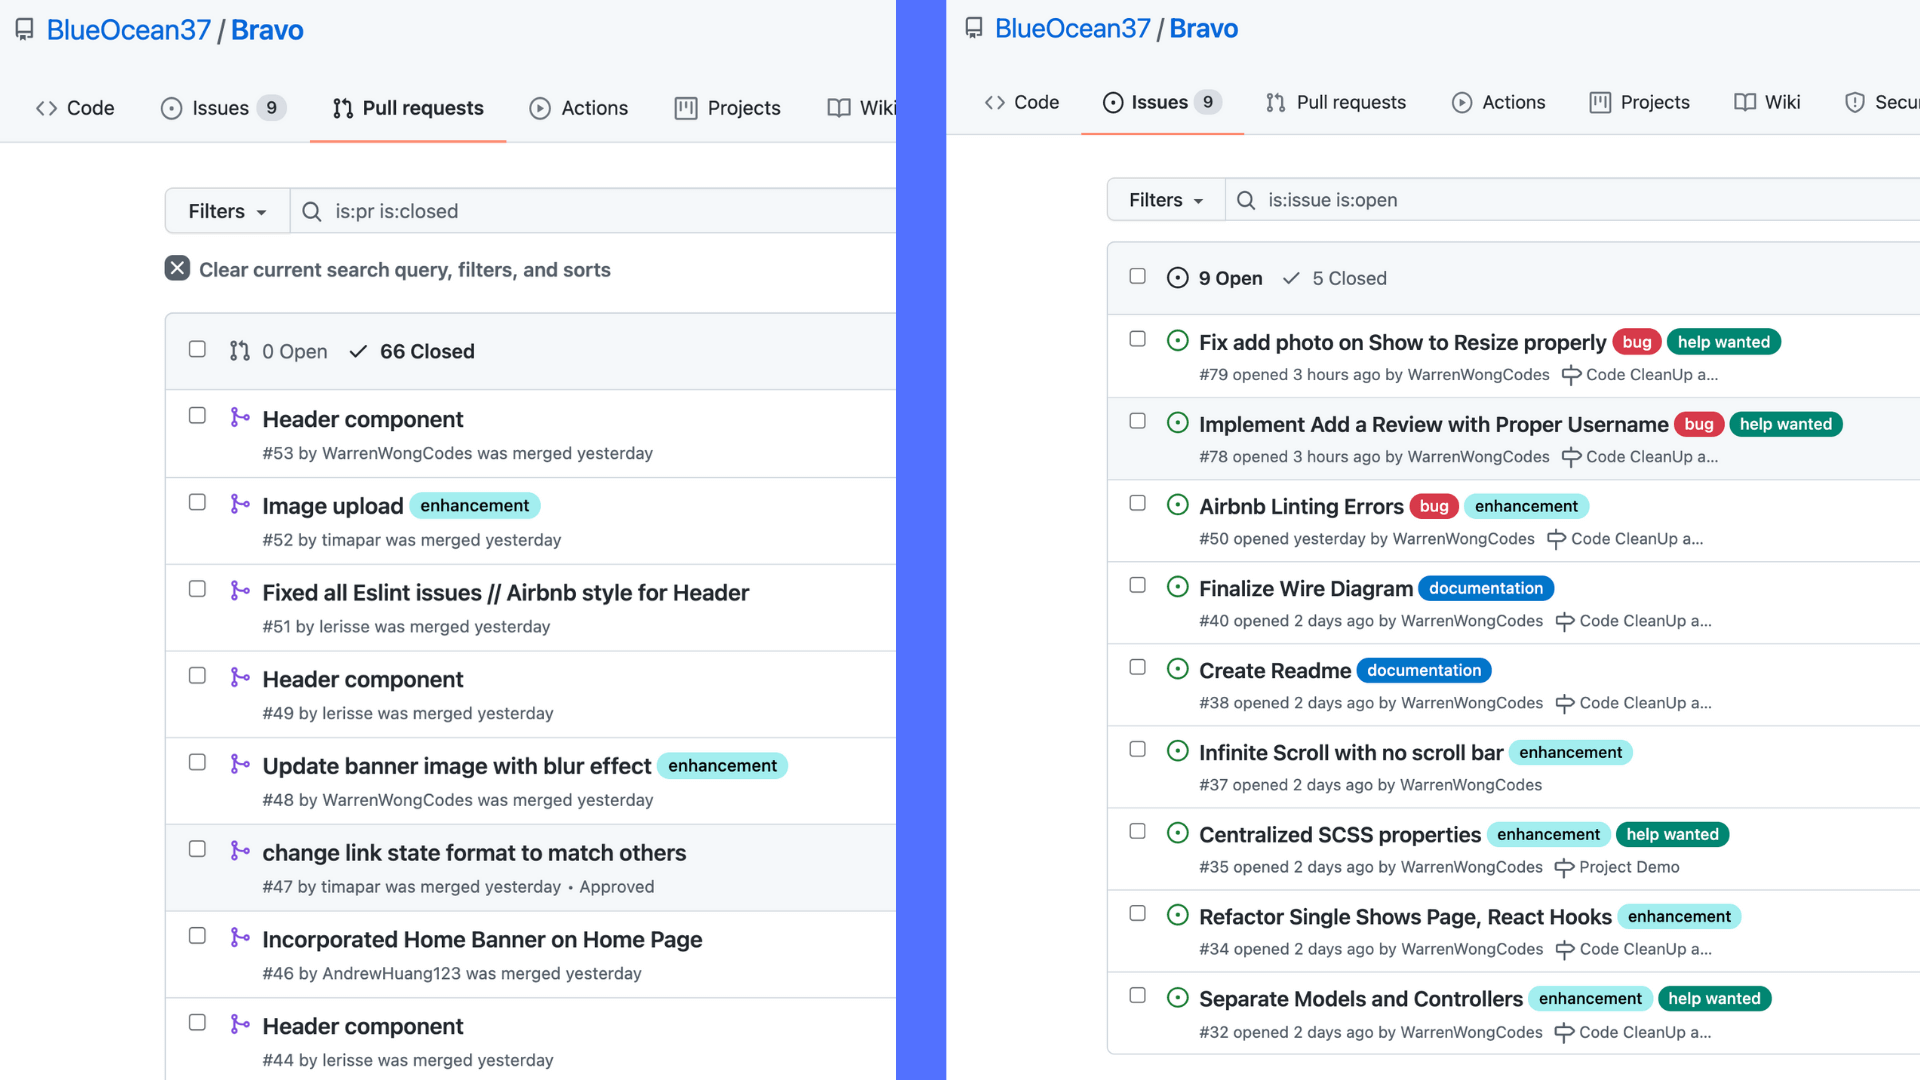 BlueOcean37 / Bravo
Code Issues 9 Pull requests Actions Projects Wiki
Filters is:pr is:closed
Clear current search query, filters, and sorts
0 Open 66 Closed
Header component
#53 by WarrenWongCodes was merged yesterday
Image upload enhancement
#52 by timapar was merged yesterday
Fixed all Eslint issues // Airbnb style for Header
#51 by lerisse was merged yesterday
Header component
#49 by lerisse was merged yesterday
Update banner image with blur effect enhancement
#48 by WarrenWongCodes was merged yesterday
change link state format to match others
#47 by timapar was merged yesterday • Approved
Incorporated Home Banner on Home Page
#46 by AndrewHuang123 was merged yesterday
Header component
#44 by lerisse was merged yesterday
BlueOcean37 / Bravo
Code Issues 9 Pull requests Actions Projects Wiki Secu
Filters is:issue is:open
9 Open 5 Closed
Fix add photo on Show to Resize properly bug help wanted
#79 opened 3 hours ago by WarrenWongCodes Code CleanUp a...
Implement Add a Review with Proper Username bug help wanted
#78 opened 3 hours ago by WarrenWongCodes Code CleanUp a...
Airbnb Linting Errors bug enhancement
#50 opened yesterday by WarrenWongCodes Code CleanUp a...
Finalize Wire Diagram documentation
#40 opened 2 days ago by WarrenWongCodes Code CleanUp a...
Create Readme documentation
#38 opened 2 days ago by WarrenWongCodes Code CleanUp a...
Infinite Scroll with no scroll bar enhancement
#37 opened 2 days ago by WarrenWongCodes
Centralized SCSS properties enhancement help wanted
#35 opened 2 days ago by WarrenWongCodes Project Demo
Refactor Single Shows Page, React Hooks enhancement
#34 opened 2 days ago by WarrenWongCodes Code CleanUp a...
Separate Models and Controllers enhancement help wanted
#32 opened 2 days ago by WarrenWongCodes Code CleanUp a...